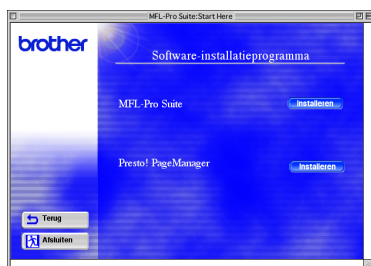 MFL-Pro Suite:Start Here
brother
Software-installatieprogramma
MFL-Pro Suite
Installeren
Presto! PageManager
Installeren
Terug
Afsluiten